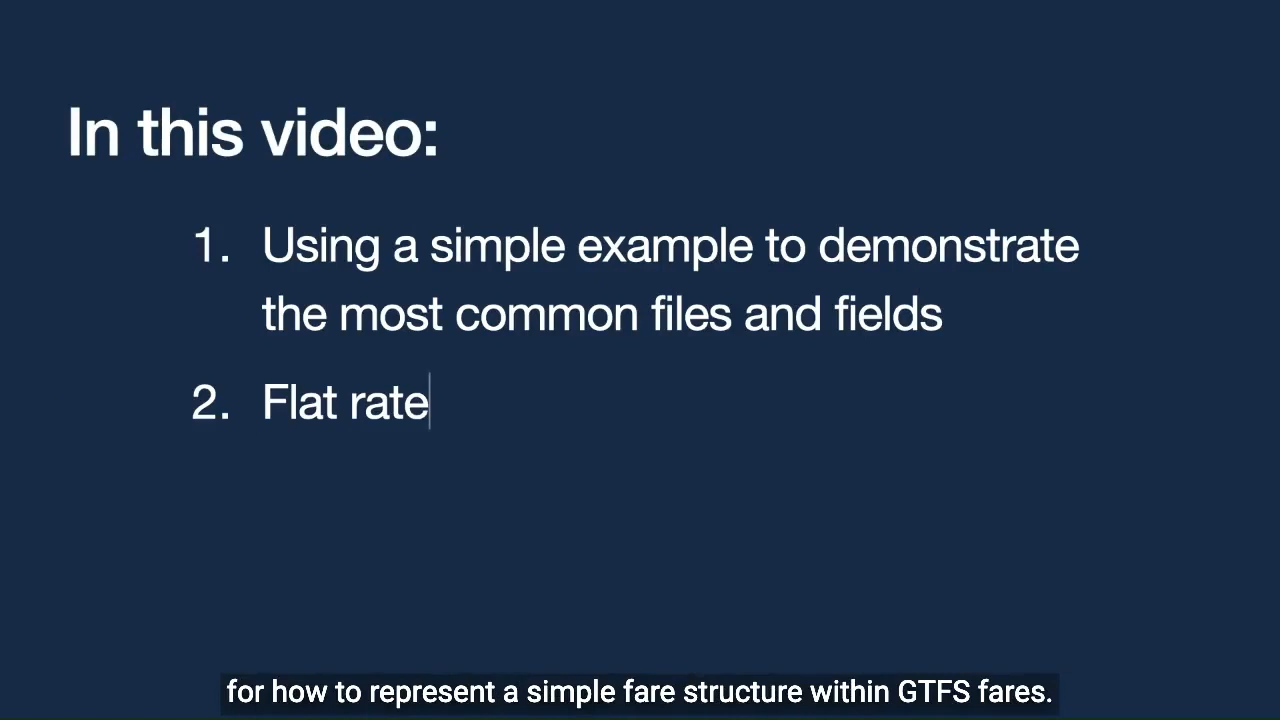 In this video:
1. Using a simple example to demonstrate
the most common files and fields
2. Flat rate
for how to represent a simple fare structure within GTFS fares.